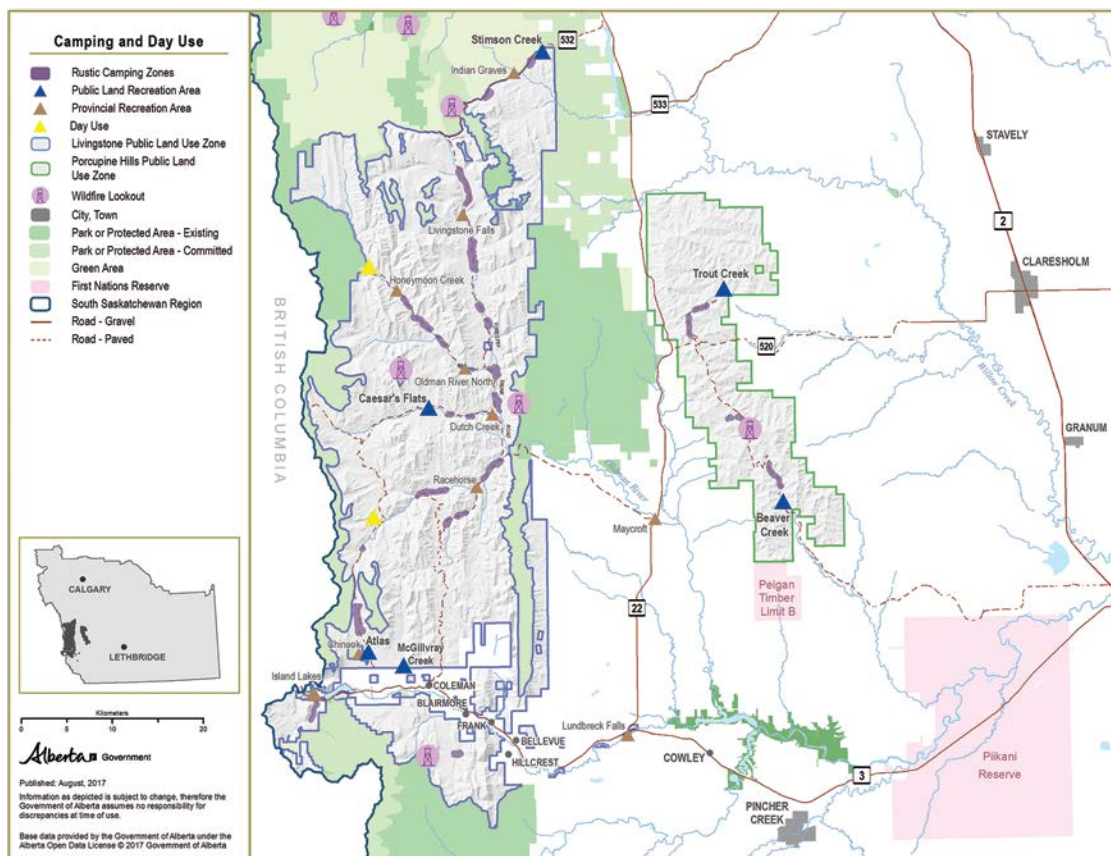 Camping and Day Use
Rustic Camping Zones
Public Land Recreation Area
Provincial Recreation Area
Day Use
Livingstone Public Land Use Zone
Porcupine Hills Public Land
Use Zone
Wildfire Lookout
City, Town
Park or Protected Area - Existing
Park or Protected Area - Committed
Green Area
First Nations Reserve
South Saskatchewan Region
Road - Gravel
Road - Paved
CALGARY
LETHBRIDGE
Kilometers
0 5 10 20
Alberta Government
Published: August, 2017
Information as depicted is subject to change, therefore the
Government of Alberta assumes no responsibility for
discrepancies at time of use.
Base data provided by the Government of Alberta under the
Alberta Open Data License © 2017 Government of Alberta
Stimson Creek
532
Indian Graves
533
STAVELY
2
Livingstone Falls
Trout Creek
CLARESHOLM
Honeymoon Creek
BRITISH COLUMBIA
FORESTRY
TRUNK
ROAD
520
Oldman River North
Willow Creek
Caesar's Flats
Dutch Creek
GRANUM
Racehorse
Oldman River
Maycroft
Beaver
Creek
Peigan
Timber
Limit B
22
Chinook
Atlas
McGillvray
Creek
Island Lakes
COLEMAN
BLAIRMORE
FRANK
BELLEVUE
HILLCREST
Lundbreck Falls
COWLEY
3
Piikani
Reserve
PINCHER
CREEK